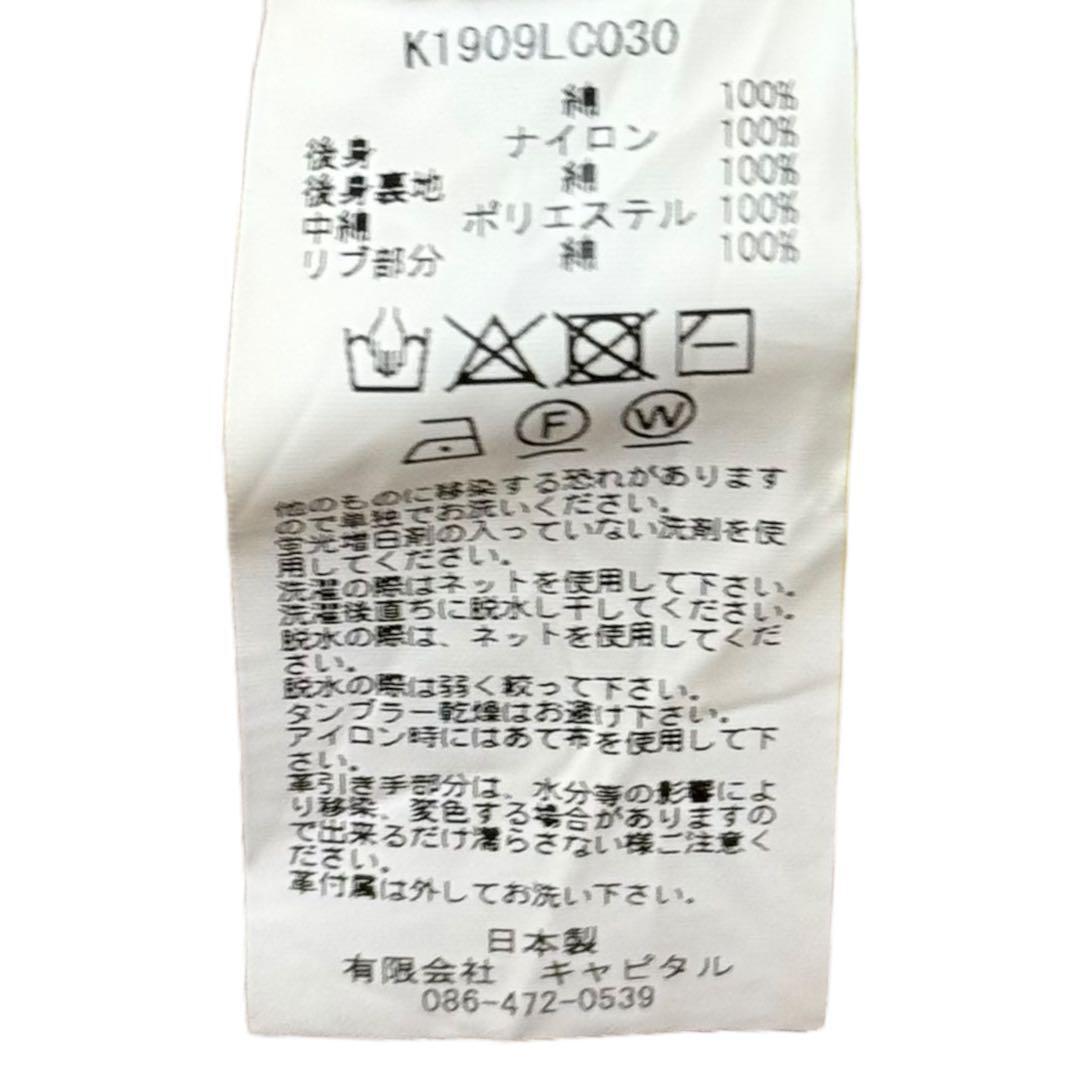 K1909LC030
綿 100%
後身 ナイロン 100%
後身裏地 綿 100%
中綿 ポリエステル 100%
リブ部分 綿 100%
F W
他のものに移染する恐れがあります
ので単独でお洗いください。
蛍光増白剤の入っていない洗剤を使
用してください。
洗濯の際はネットを使用して下さい。
洗濯後直ちに脱水し干してください。
脱水の際は、ネットを使用してくだ
さい。
脱水の際は弱く絞って下さい。
タンブラー乾燥はお避け下さい。
アイロン時にはあて布を使用して下
さい。
革引き手部分は、水分等の影響によ
り移染、変色する場合がありますの
で出来るだけ濡らさない様ご注意く
ださい。
革付属は外してお洗い下さい。
日本製
有限会社 キャピタル
086-472-0539